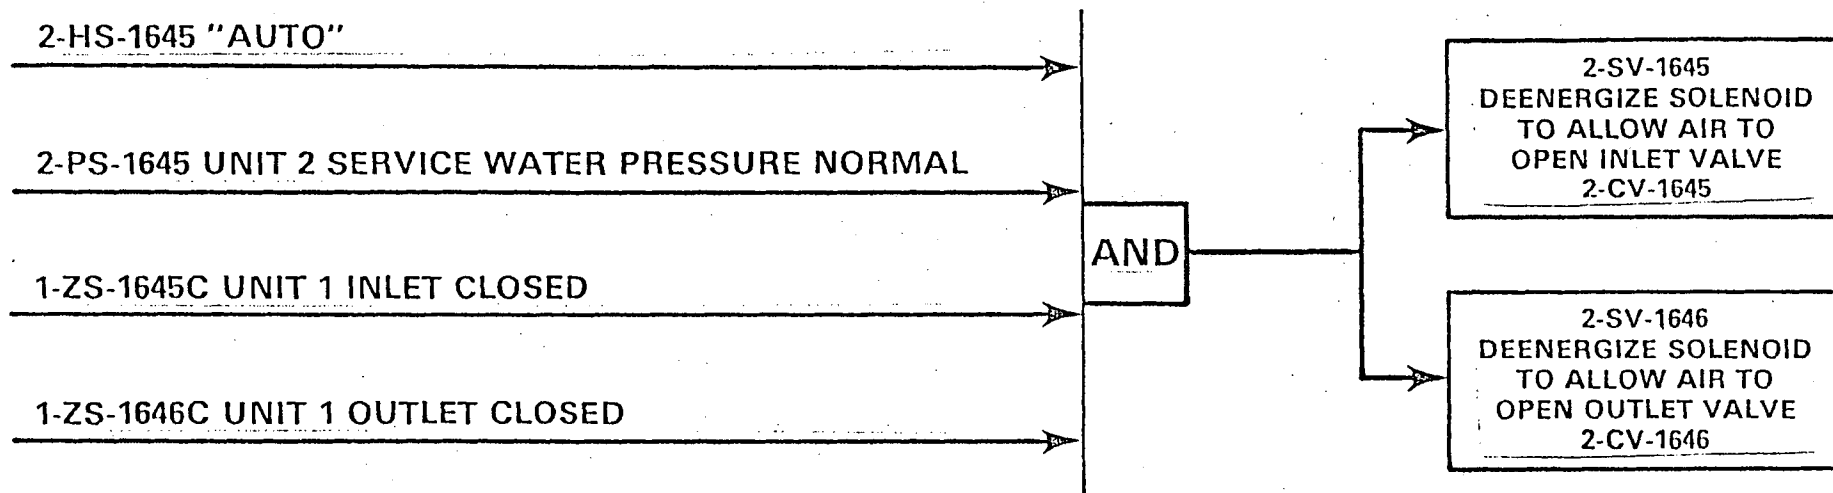 2-HS-1645 "AUTO"
2-PS-1645 UNIT 2 SERVICE WATER PRESSURE NORMAL
1-ZS-1645C UNIT 1 INLET CLOSED
1-ZS-1646C UNIT 1 OUTLET CLOSED
AND
2-SV-1645
DEENERGIZE SOLENOID
TO ALLOW AIR TO
OPEN INLET VALVE
2-CV-1645
2-SV-1646
DEENERGIZE SOLENOID
TO ALLOW AIR TO
OPEN OUTLET VALVE
2-CV-1646